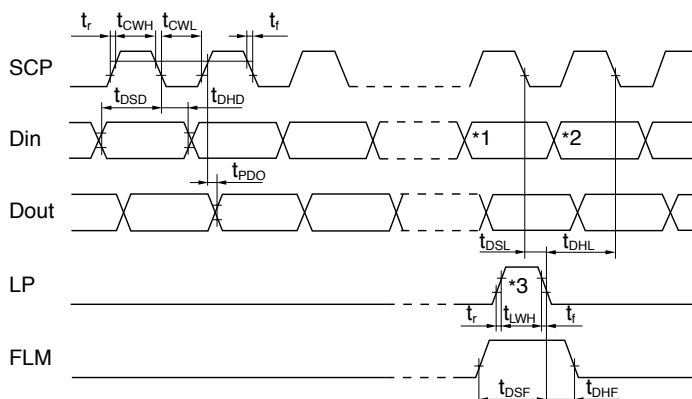 tr tCWH tCWL tf
SCP
tDSD tDHD
Din *1 *2
tPDO
Dout
tDSL tDHL
LP *3
tr tLWH tf
FLM
tDSF tDHF